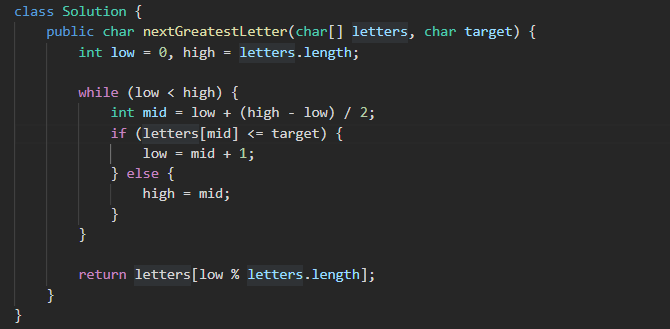 class Solution {
    public char nextGreatestLetter(char[] letters, char target) {
        int low = 0, high = letters.length;

        while (low < high) {
            int mid = low + (high - low) / 2;
            if (letters[mid] <= target) {
                low = mid + 1;
            } else {
                high = mid;
            }
        }

        return letters[low % letters.length];
    }
}